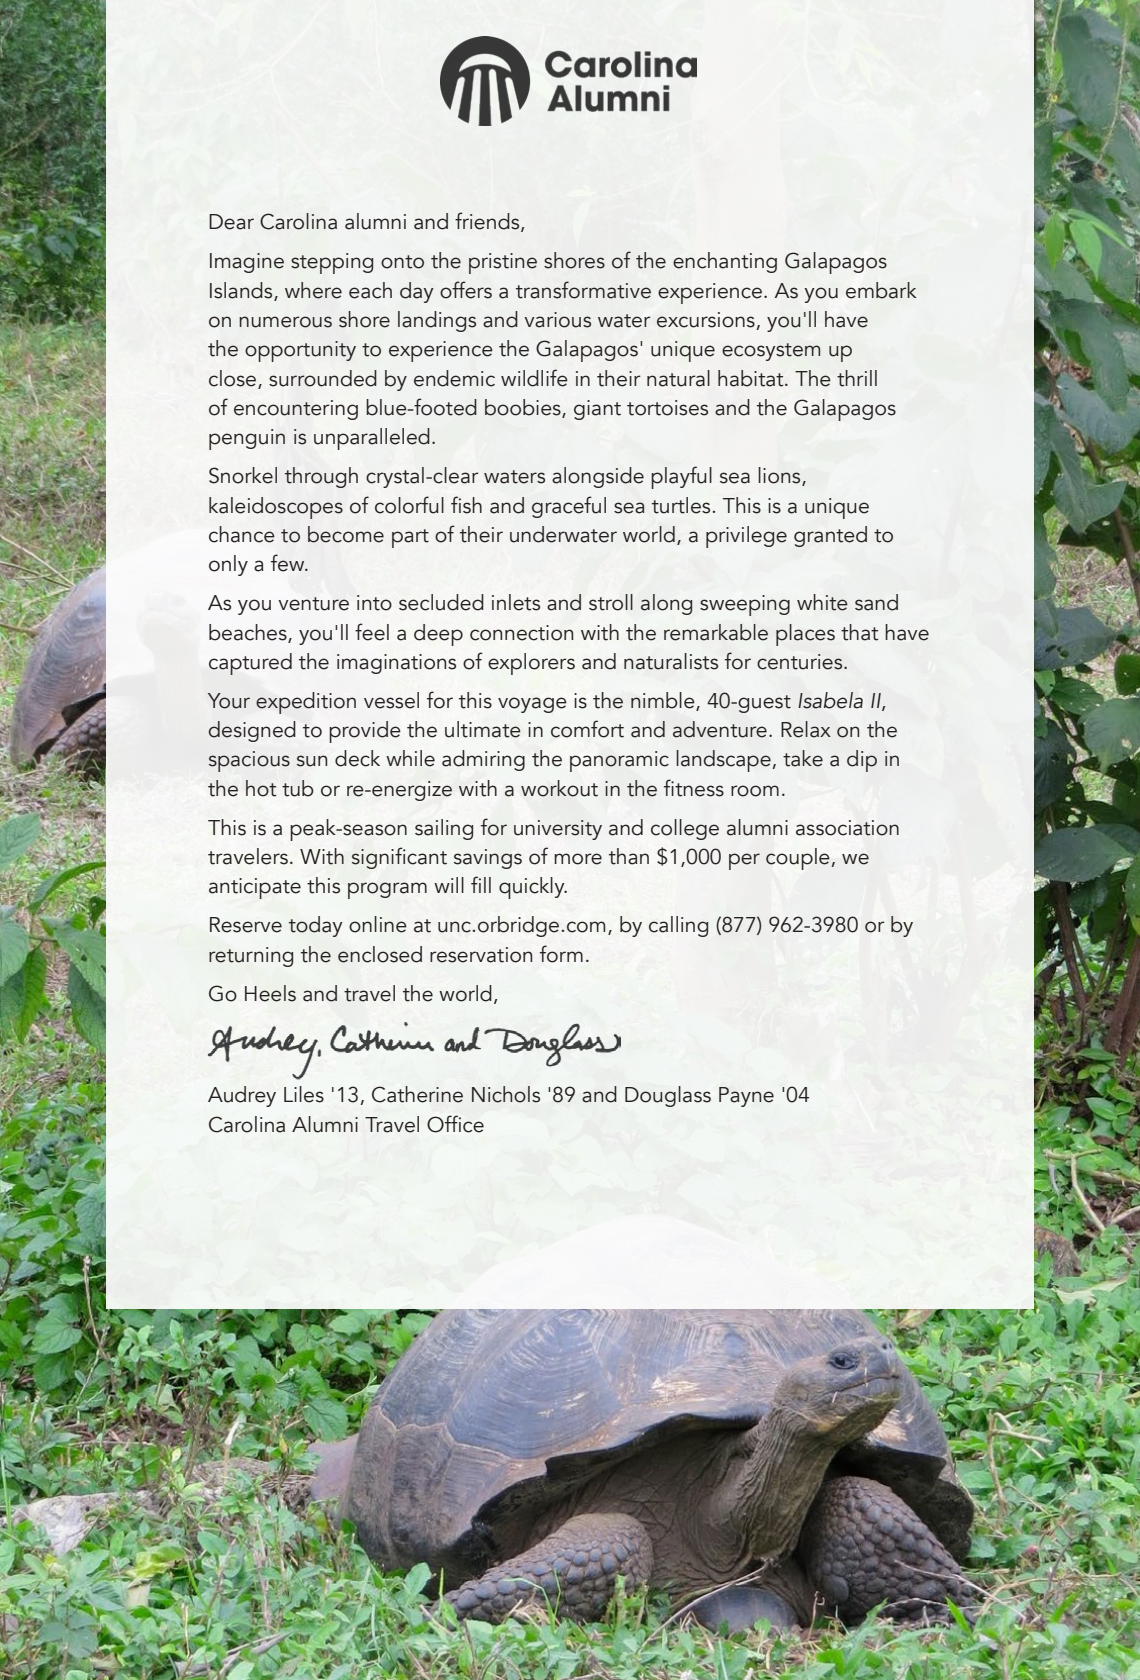 Carolina
Alumni
Dear Carolina alumni and friends,
Imagine stepping onto the pristine shores of the enchanting Galapagos
Islands, where each day offers a transformative experience. As you embark
on numerous shore landings and various water excursions, you'll have
the opportunity to experience the Galapagos' unique ecosystem up
close, surrounded by endemic wildlife in their natural habitat. The thrill
of encountering blue-footed boobies, giant tortoises and the Galapagos
penguin is unparalleled.
Snorkel through crystal-clear waters alongside playful sea lions,
kaleidoscopes of colorful fish and graceful sea turtles. This is a unique
chance to become part of their underwater world, a privilege granted to
only a few.
As you venture into secluded inlets and stroll along sweeping white sand
beaches, you'll feel a deep connection with the remarkable places that have
captured the imaginations of explorers and naturalists for centuries.
Your expedition vessel for this voyage is the nimble, 40-guest Isabela II,
designed to provide the ultimate in comfort and adventure. Relax on the
spacious sun deck while admiring the panoramic landscape, take a dip in
the hot tub or re-energize with a workout in the fitness room.
This is a peak-season sailing for university and college alumni association
travelers. With significant savings of more than $1,000 per couple, we
anticipate this program will fill quickly.
Reserve today online at unc.orbridge.com, by calling (877) 962-3980 or by
returning the enclosed reservation form.
Go Heels and travel the world,
Audrey, Catherine and Douglass
Audrey Liles '13, Catherine Nichols '89 and Douglass Payne '04
Carolina Alumni Travel Office